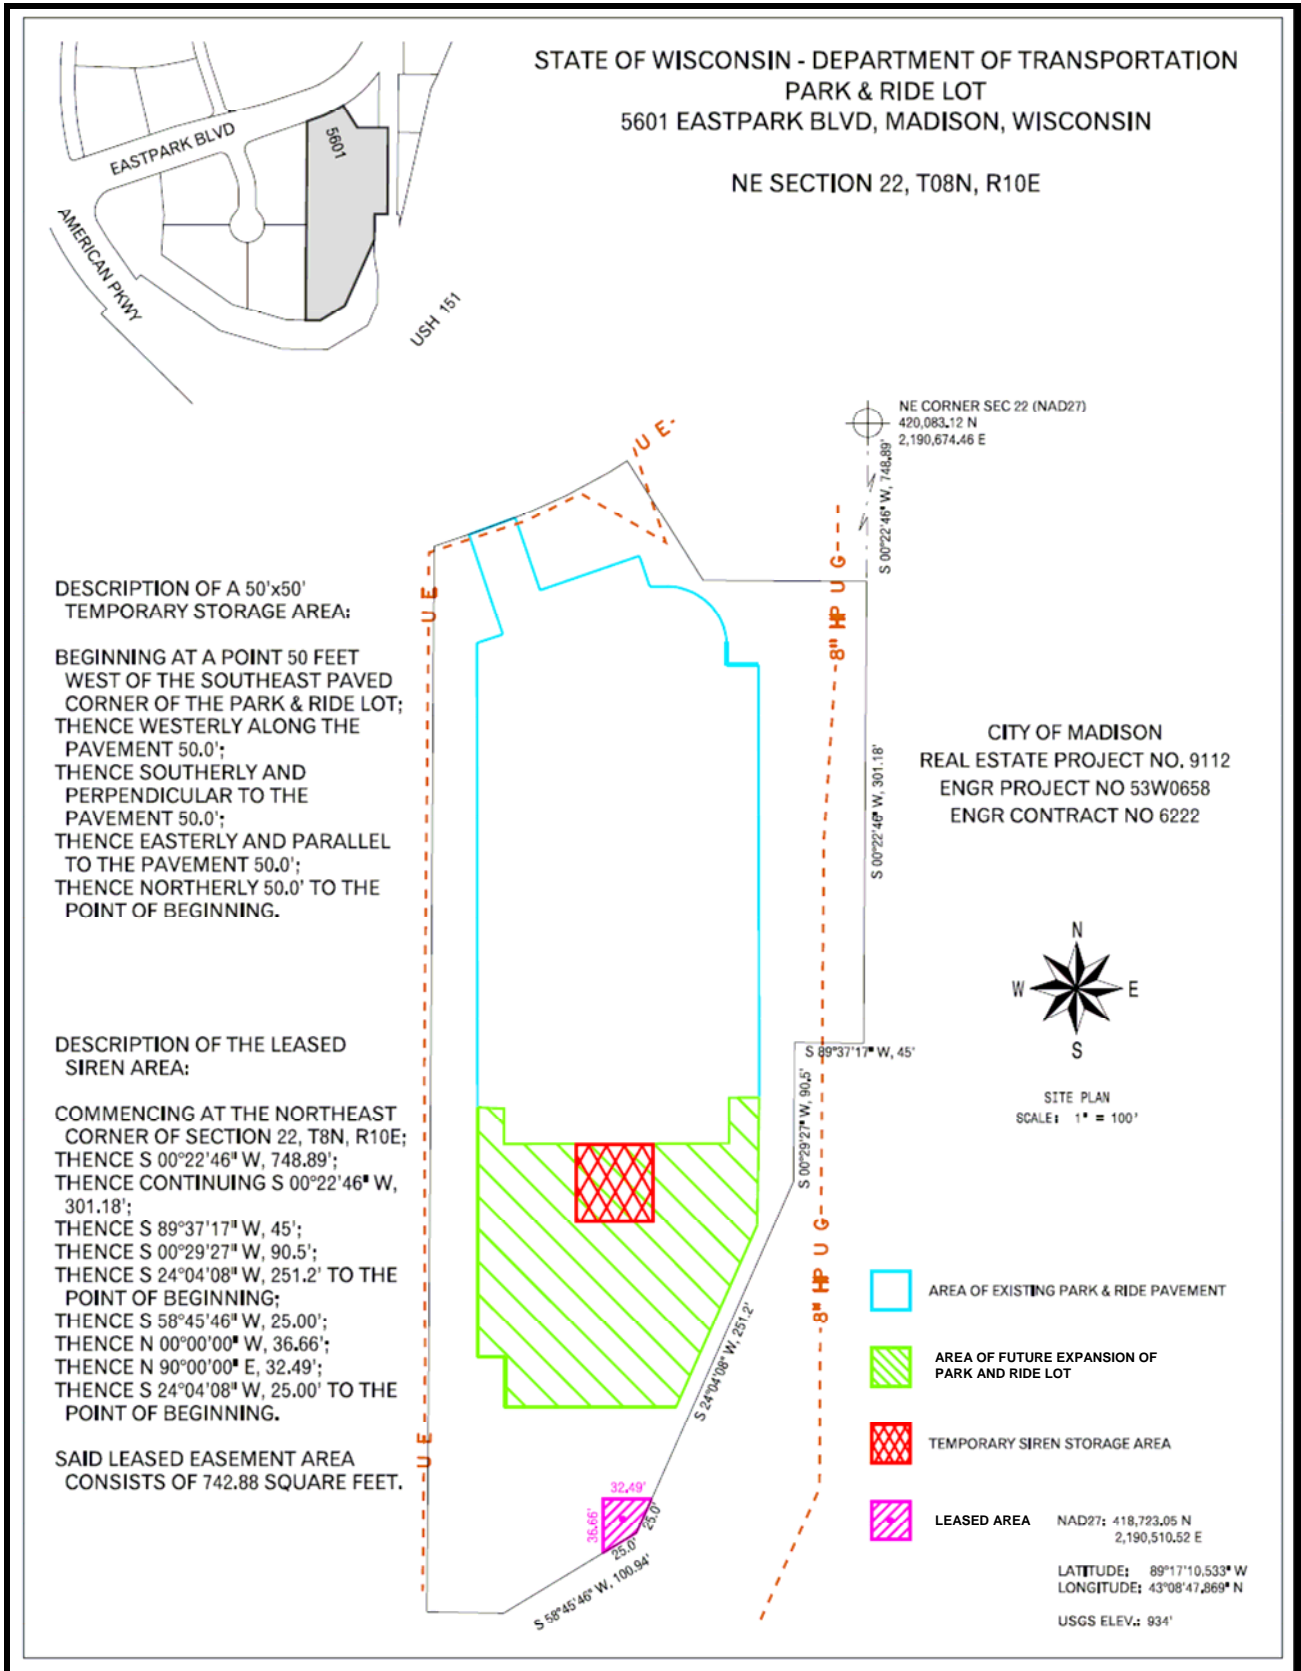 STATE OF WISCONSIN - DEPARTMENT OF TRANSPORTATION
PARK & RIDE LOT
5601 EASTPARK BLVD, MADISON, WISCONSIN
NE SECTION 22, T08N, R10E
5601
EASTPARK BLVD
AMERICAN PKWY
USH 151
NE CORNER SEC 22 (NAD27)
420,083.12 N
2,190,674.46 E
S 00°22'46" W, 748.89'
U E
U E
8" HP U G
DESCRIPTION OF A 50'x50'
TEMPORARY STORAGE AREA:
BEGINNING AT A POINT 50 FEET
WEST OF THE SOUTHEAST PAVED
CORNER OF THE PARK & RIDE LOT;
THENCE WESTERLY ALONG THE
PAVEMENT 50.0';
THENCE SOUTHERLY AND
PERPENDICULAR TO THE
PAVEMENT 50.0';
THENCE EASTERLY AND PARALLEL
TO THE PAVEMENT 50.0';
THENCE NORTHERLY 50.0' TO THE
POINT OF BEGINNING.
S 00°22'46" W, 301.18'
CITY OF MADISON
REAL ESTATE PROJECT NO. 9112
ENGR PROJECT NO 53W0658
ENGR CONTRACT NO 6222
N
W
E
S
SITE PLAN
SCALE: 1" = 100'
S 89°37'17" W, 45'
S 00°29'27" W, 90.5'
DESCRIPTION OF THE LEASED
SIREN AREA:
COMMENCING AT THE NORTHEAST
CORNER OF SECTION 22, T8N, R10E;
THENCE S 00°22'46" W, 748.89';
THENCE CONTINUING S 00°22'46" W,
301.18';
THENCE S 89°37'17" W, 45';
THENCE S 00°29'27" W, 90.5';
THENCE S 24°04'08" W, 251.2' TO THE
POINT OF BEGINNING;
THENCE S 58°45'46" W, 25.00';
THENCE N 00°00'00" W, 36.66';
THENCE N 90°00'00" E, 32.49';
THENCE S 24°04'08" W, 25.00' TO THE
POINT OF BEGINNING.
SAID LEASED EASEMENT AREA
CONSISTS OF 742.88 SQUARE FEET.
8" HP U G
S 24°04'08" W, 251.2'
U E
32.49'
36.66'
25.0'
25.0'
S 58°45'46" W, 100.94'
AREA OF EXISTING PARK & RIDE PAVEMENT
AREA OF FUTURE EXPANSION OF
PARK AND RIDE LOT
TEMPORARY SIREN STORAGE AREA
LEASED AREA
NAD27: 418,723.05 N
2,190,510.52 E
LATITUDE: 89°17'10.533" W
LONGITUDE: 43°08'47.869" N
USGS ELEV.: 934'